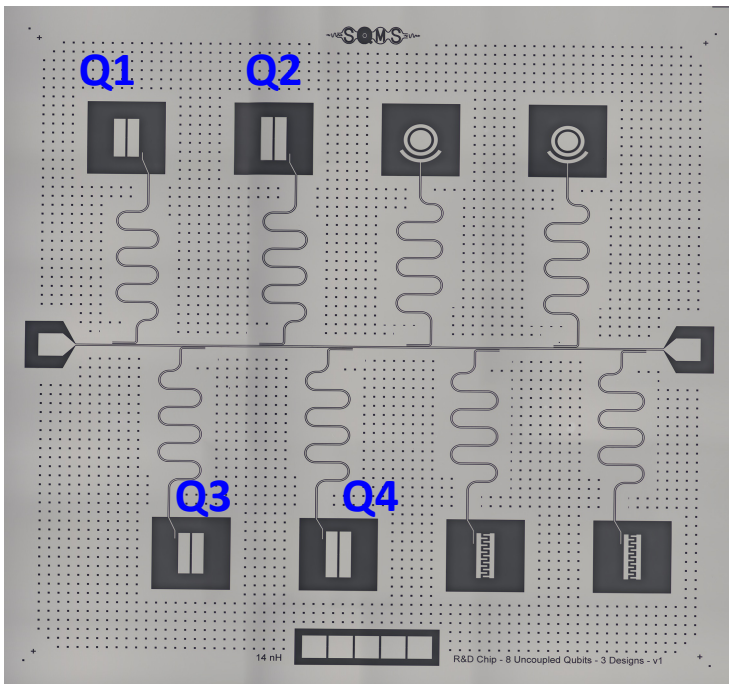 SQMS
Q1 Q2
Q3 Q4
14 nH
R&D Chip - 8 Uncoupled Qubits - 3 Designs - v1